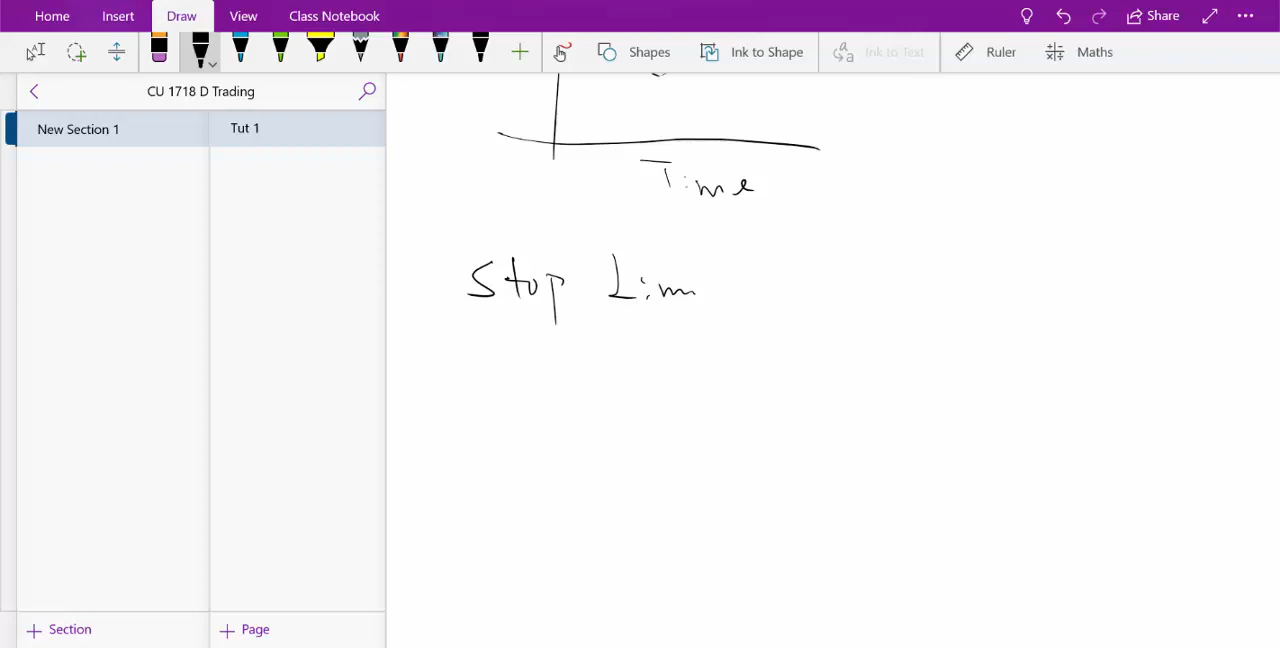 Home Insert Draw View Class Notebook Share
Shapes Ink to Shape Ink to Text Ruler Maths
CU 1718 D Trading
New Section 1 Tut 1
Time
Stop Lim
+ Section + Page